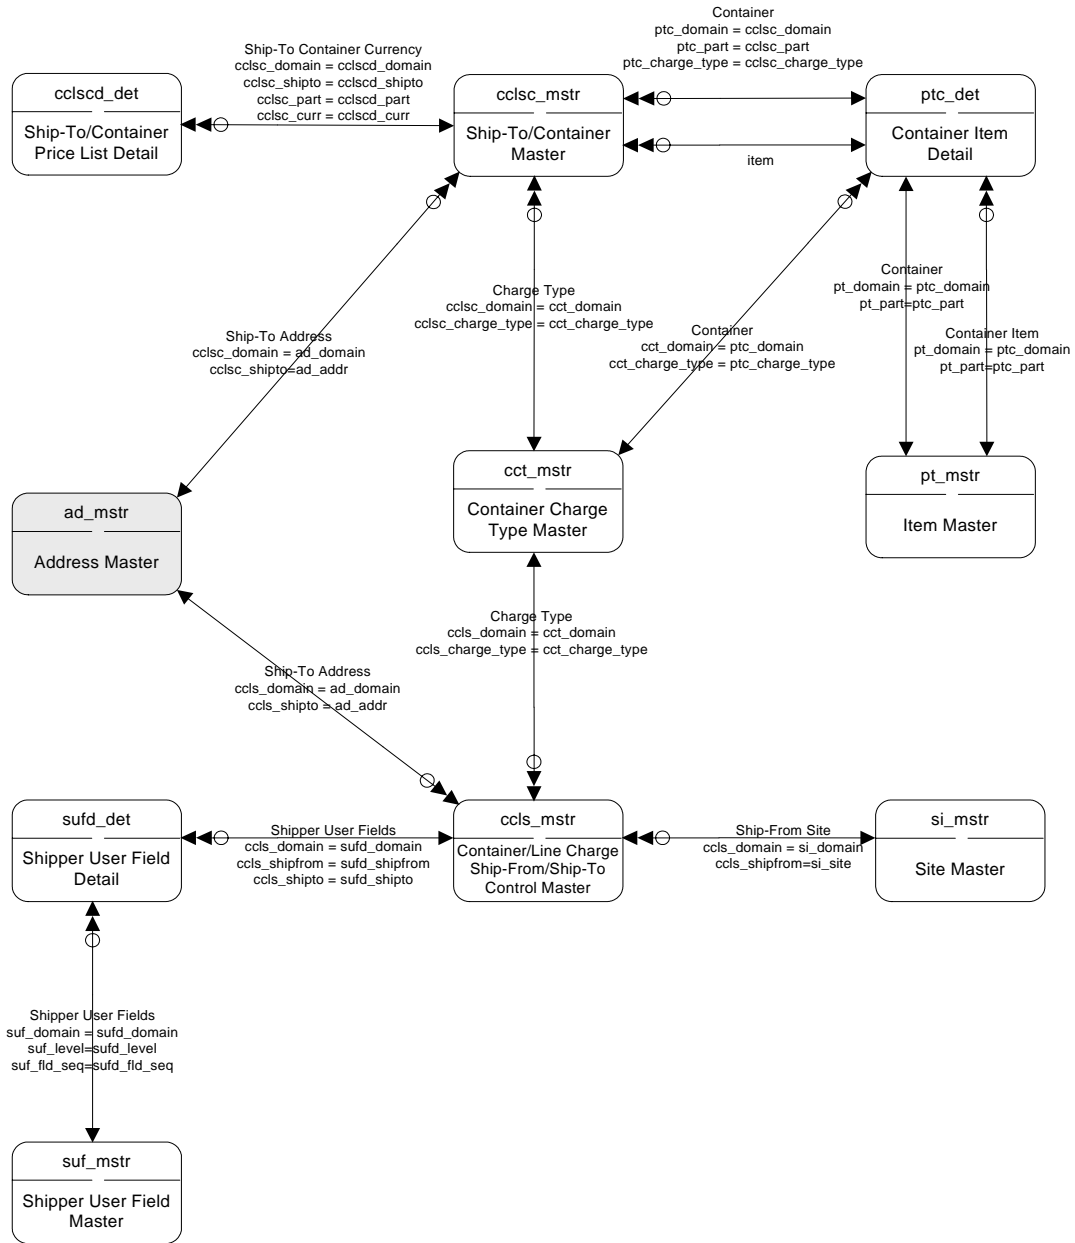 Container
ptc_domain = cclsc_domain
ptc_part = cclsc_part
ptc_charge_type = cclsc_charge_type
Ship-To Container Currency
cclsc_domain = cclscd_domain
cclsc_shipto = cclscd_shipto
cclsc_part = cclscd_part
cclsc_curr = cclscd_curr
cclscd_det
Ship-To/Container
Price List Detail
cclsc_mstr
Ship-To/Container
Master
ptc_det
Container Item
Detail
item
Container
pt_domain = ptc_domain
pt_part=ptc_part
Charge Type
cclsc_domain = cct_domain
cclsc_charge_type = cct_charge_type
Ship-To Address
cclsc_domain = ad_domain
cclsc_shipto=ad_addr
Container
cct_domain = ptc_domain
cct_charge_type = ptc_charge_type
Container Item
pt_domain = ptc_domain
pt_part=ptc_part
cct_mstr
Container Charge
Type Master
pt_mstr
Item Master
ad_mstr
Address Master
Charge Type
ccls_domain = cct_domain
ccls_charge_type = cct_charge_type
Ship-To Address
ccls_domain = ad_domain
ccls_shipto = ad_addr
sufd_det
Shipper User Field
Detail
Shipper User Fields
ccls_domain = sufd_domain
ccls_shipfrom = sufd_shipfrom
ccls_shipto = sufd_shipto
ccls_mstr
Container/Line Charge
Ship-From/Ship-To
Control Master
Ship-From Site
ccls_domain = si_domain
ccls_shipfrom=si_site
si_mstr
Site Master
Shipper User Fields
suf_domain = sufd_domain
suf_level=sufd_level
suf_fld_seq=sufd_fld_seq
suf_mstr
Shipper User Field
Master